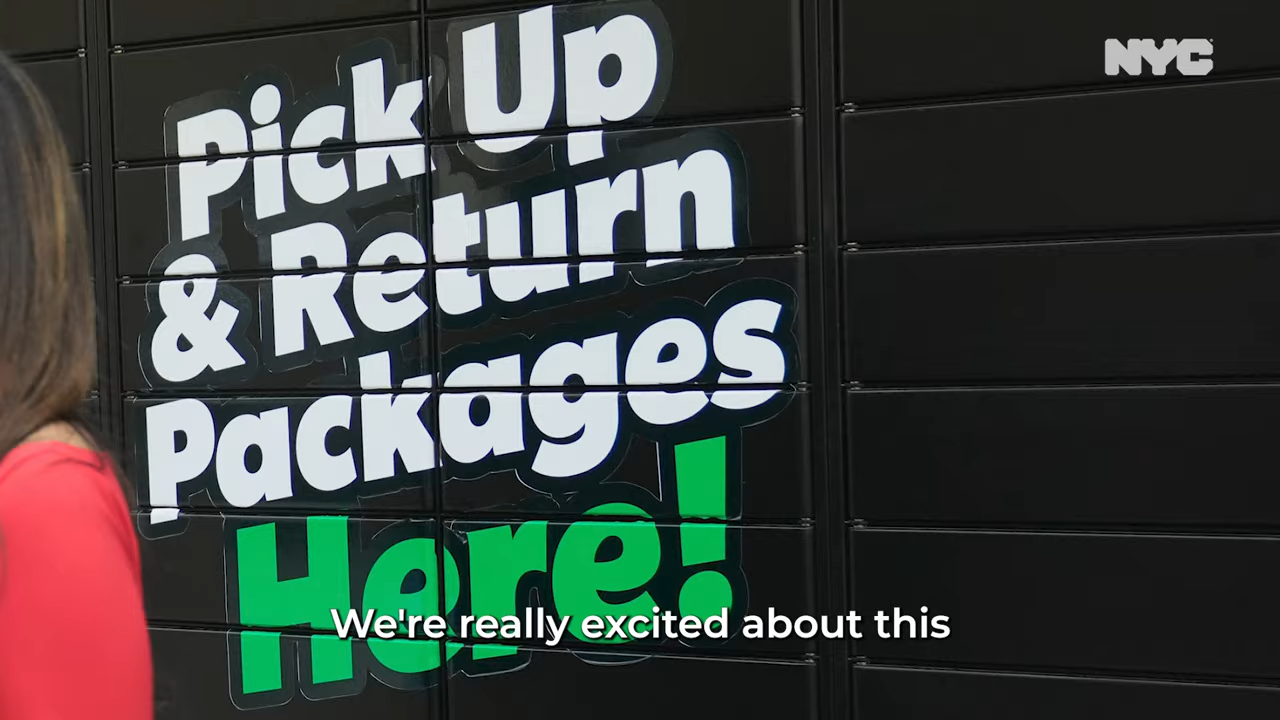 NYC
Pick Up
& Return
Packages
Here!
We're really excited about this